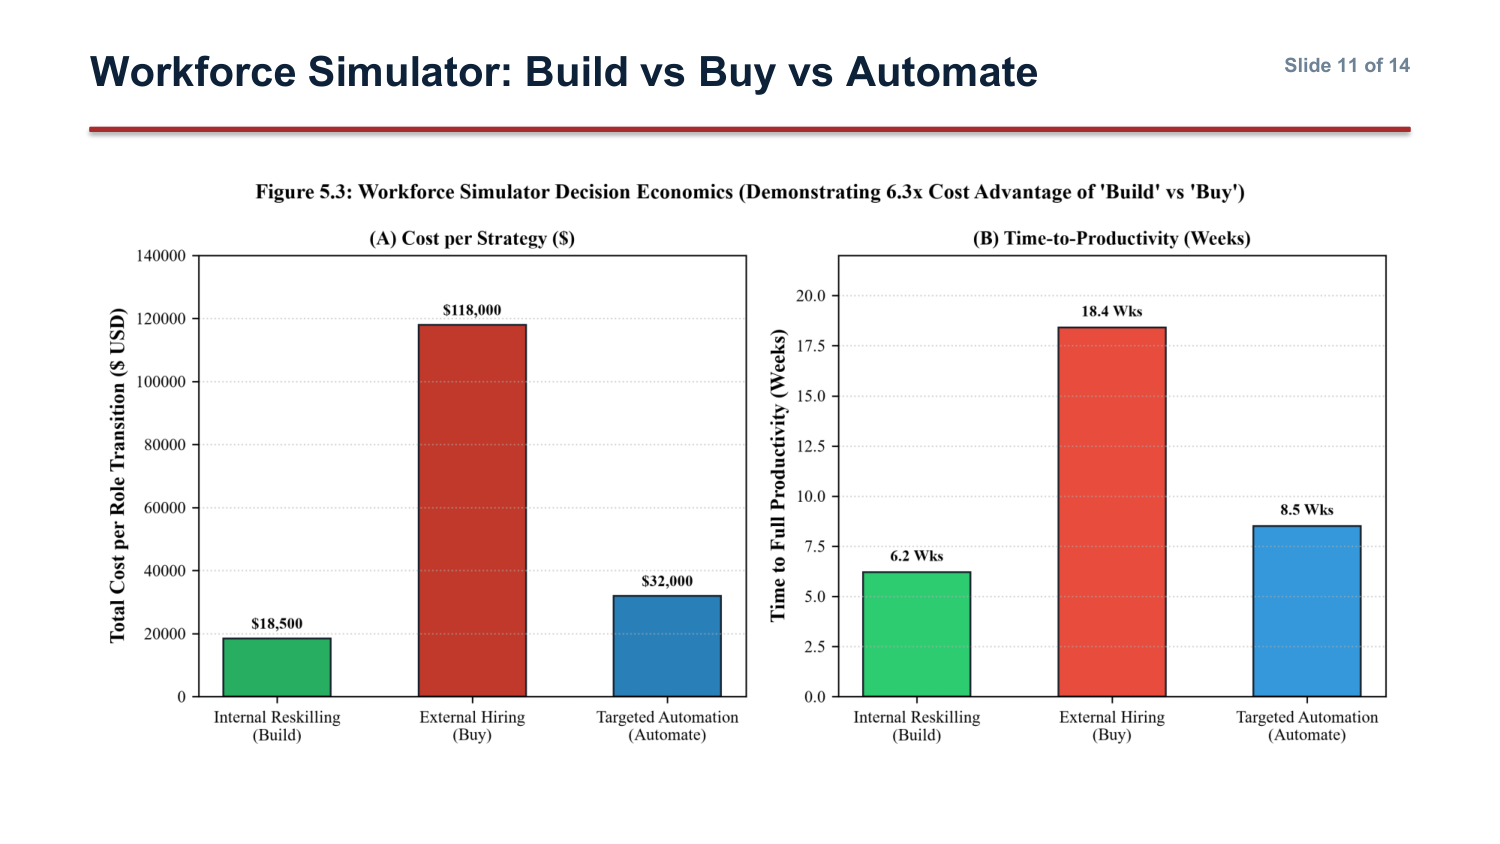 Workforce Simulator: Build vs Buy vs Automate
Slide 11 of 14
Figure 5.3: Workforce Simulator Decision Economics (Demonstrating 6.3x Cost Advantage of 'Build' vs 'Buy')
(A) Cost per Strategy ($)
Total Cost per Role Transition ($ USD)
140000
120000
100000
80000
60000
40000
20000
0
$18,500
$118,000
$32,000
Internal Reskilling
(Build)
External Hiring
(Buy)
Targeted Automation
(Automate)
(B) Time-to-Productivity (Weeks)
Time to Full Productivity (Weeks)
20.0
17.5
15.0
12.5
10.0
7.5
5.0
2.5
0.0
6.2 Wks
18.4 Wks
8.5 Wks
Internal Reskilling
(Build)
External Hiring
(Buy)
Targeted Automation
(Automate)